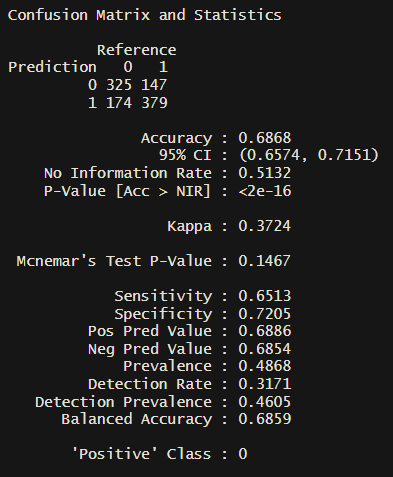 Confusion Matrix and Statistics
Reference
Prediction 0 1
0 325 147
1 174 379
Accuracy : 0.6868
95% CI : (0.6574, 0.7151)
No Information Rate : 0.5132
P-Value [Acc > NIR] : <2e-16
Kappa : 0.3724
Mcnemar's Test P-Value : 0.1467
Sensitivity : 0.6513
Specificity : 0.7205
Pos Pred Value : 0.6886
Neg Pred Value : 0.6854
Prevalence : 0.4868
Detection Rate : 0.3171
Detection Prevalence : 0.4605
Balanced Accuracy : 0.6859
'Positive' Class : 0